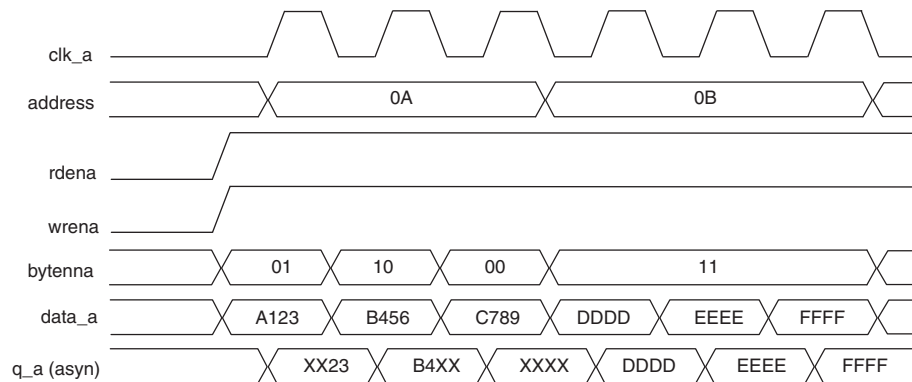 clk_a
address 0A 0B
rdena
wrena
bytenna 01 10 00 11
data_a A123 B456 C789 DDDD EEEE FFFF
q_a (asyn) XX23 B4XX XXXX DDDD EEEE FFFF